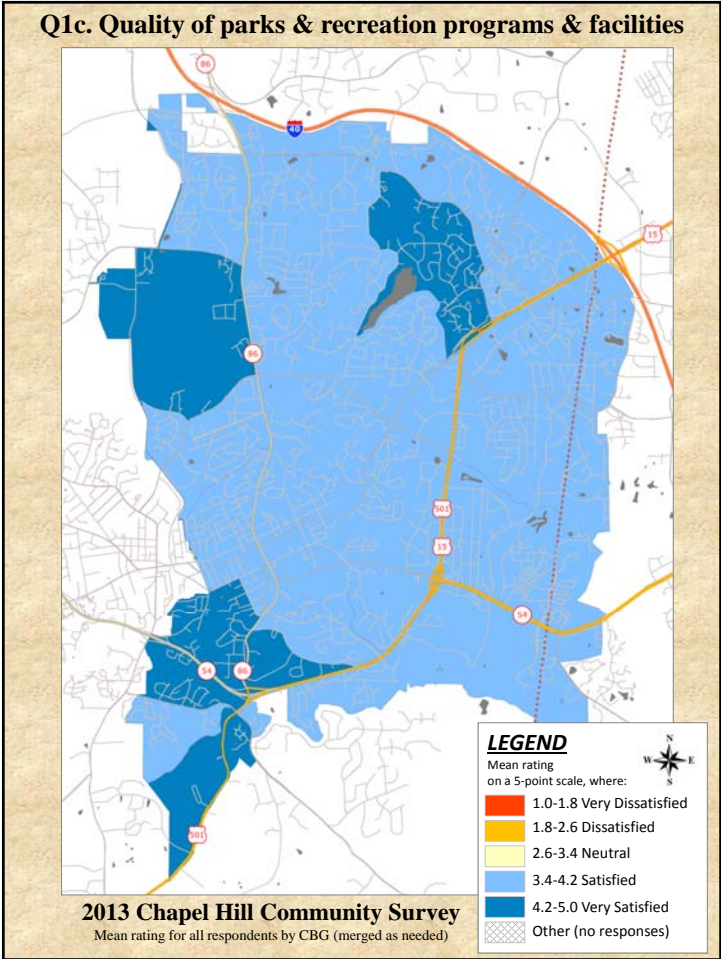 Q1c. Quality of parks & recreation programs & facilities
86
40
15
86
501
15
54
54
86
501
LEGEND
Mean rating
on a 5-point scale, where:
N
W E
S
1.0-1.8 Very Dissatisfied
1.8-2.6 Dissatisfied
2.6-3.4 Neutral
3.4-4.2 Satisfied
4.2-5.0 Very Satisfied
Other (no responses)
2013 Chapel Hill Community Survey
Mean rating for all respondents by CBG (merged as needed)